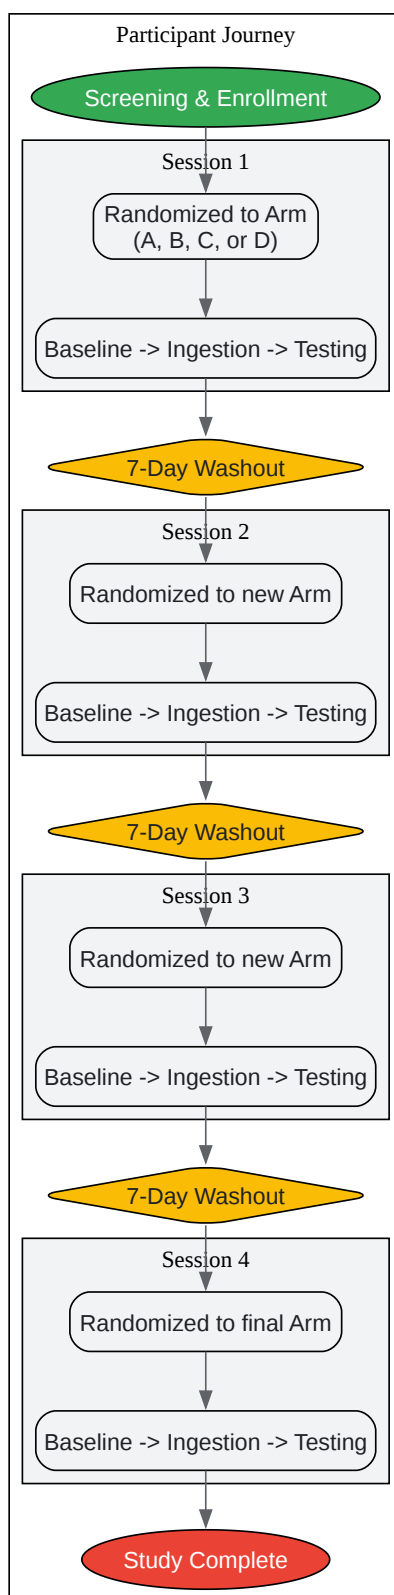 Participant Journey
Screening & Enrollment
Session 1
Randomized to Arm
(A, B, C, or D)
Baseline -> Ingestion -> Testing
7-Day Washout
Session 2
Randomized to new Arm
Baseline -> Ingestion -> Testing
7-Day Washout
Session 3
Randomized to new Arm
Baseline -> Ingestion -> Testing
7-Day Washout
Session 4
Randomized to final Arm
Baseline -> Ingestion -> Testing
Study Complete